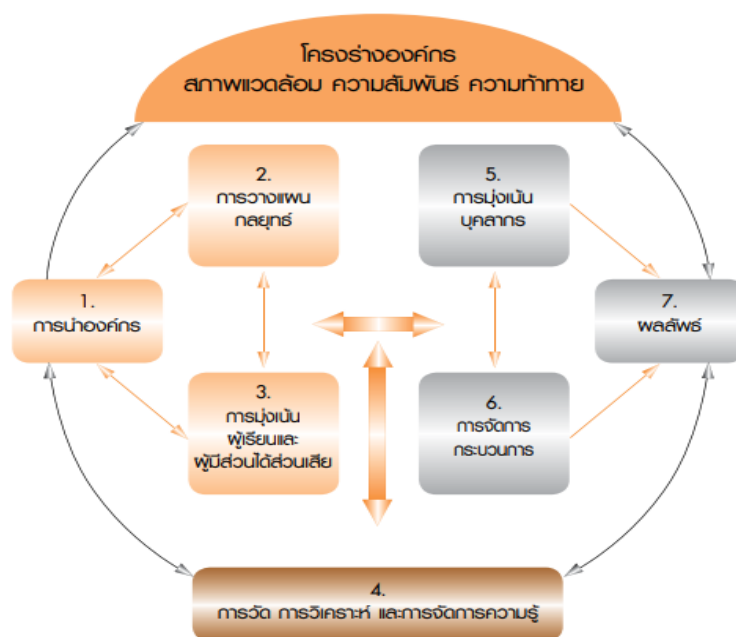 โครงร่างองค์กร
สภาพแวดล้อม ความสัมพันธ์ ความท้าทาย
2.
การวางแผน
กลยุทธ์
5.
การมุ่งเน้น
บุคลากร
1.
การนำองค์กร
7.
ผลลัพธ์
3.
การมุ่งเน้น
ผู้เรียนและ
ผู้มีส่วนได้ส่วนเสีย
6.
การจัดการ
กระบวนการ
4.
การวัด การวิเคราะห์ และการจัดการความรู้